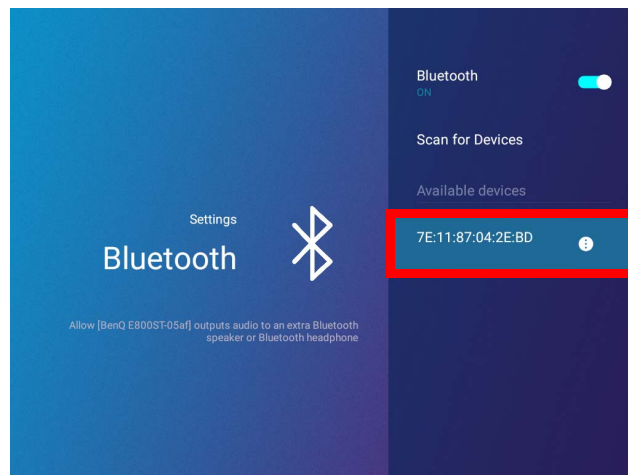 Settings
Bluetooth
Allow [BenQ E800ST-05af] outputs audio to an extra Bluetooth
speaker or Bluetooth headphone
Bluetooth
ON
Scan for Devices
Available devices
7E:11:87:04:2E:BD